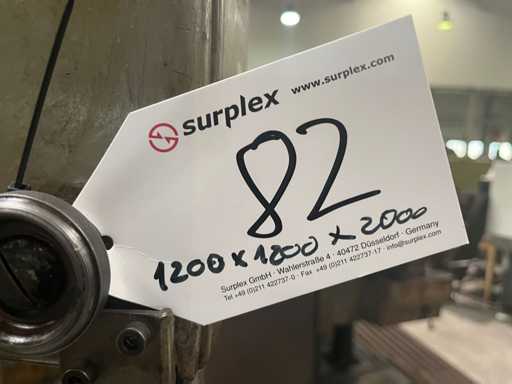 surplex www.surplex.com
82
1200 x 1800 x 2000
Surplex GmbH · Wahlerstraße 4 · 40472 Düsseldorf · Germany
Tel +49 (0)211 422737-0 · Fax +49 (0)211 422737-17 · info@surplex.com